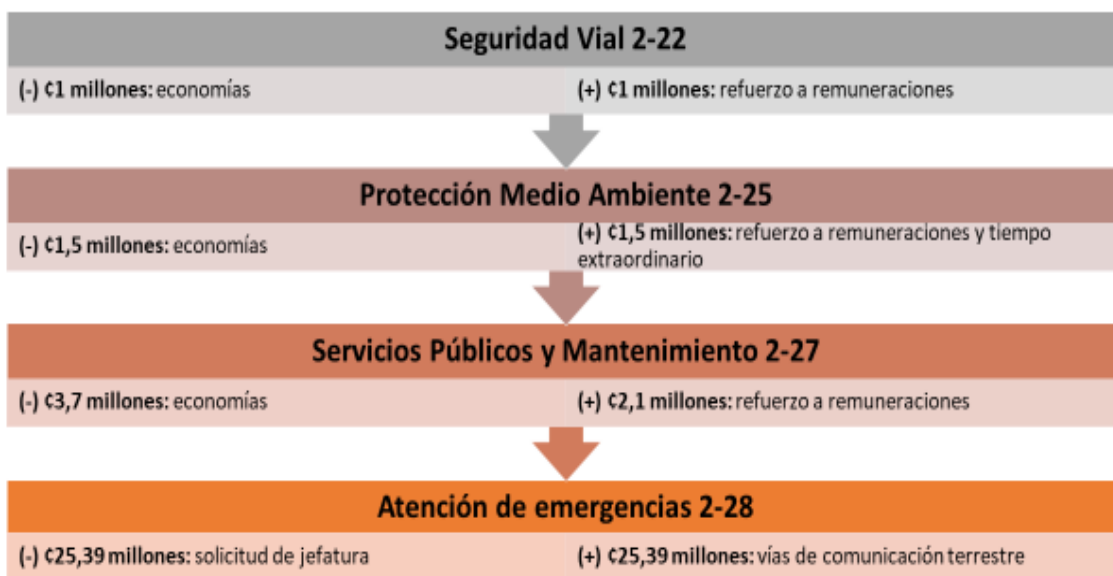 Seguridad Vial 2-22
(-) ¢1 millones: economías
(+) ¢1 millones: refuerzo a remuneraciones
Protección Medio Ambiente 2-25
(-) ¢1,5 millones: economías
(+) ¢1,5 millones: refuerzo a remuneraciones y tiempo
extraordinario
Servicios Públicos y Mantenimiento 2-27
(-) ¢3,7 millones: economías
(+) ¢2,1 millones: refuerzo a remuneraciones
Atención de emergencias 2-28
(-) ¢25,39 millones: solicitud de jefatura
(+) ¢25,39 millones: vías de comunicación terrestre